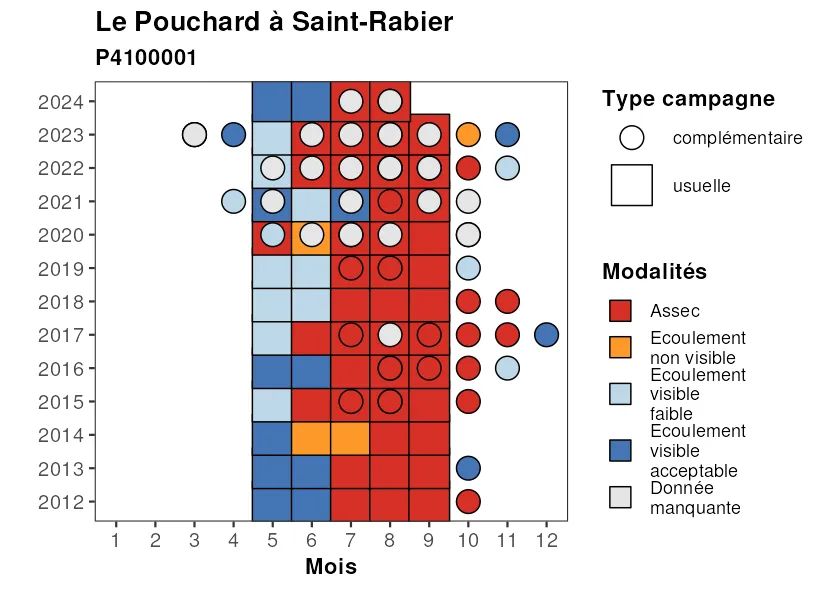 Le Pouchard à Saint-Rabier
P4100001
2024
2023
2022
2021
2020
2019
2018
2017
2016
2015
2014
2013
2012
1 2 3 4 5 6 7 8 9 10 11 12
Mois
Type campagne
complémentaire
usuelle
Modalités
Assec
Ecoulement
non visible
Ecoulement
visible
faible
Ecoulement
visible
acceptable
Donnée
manquante